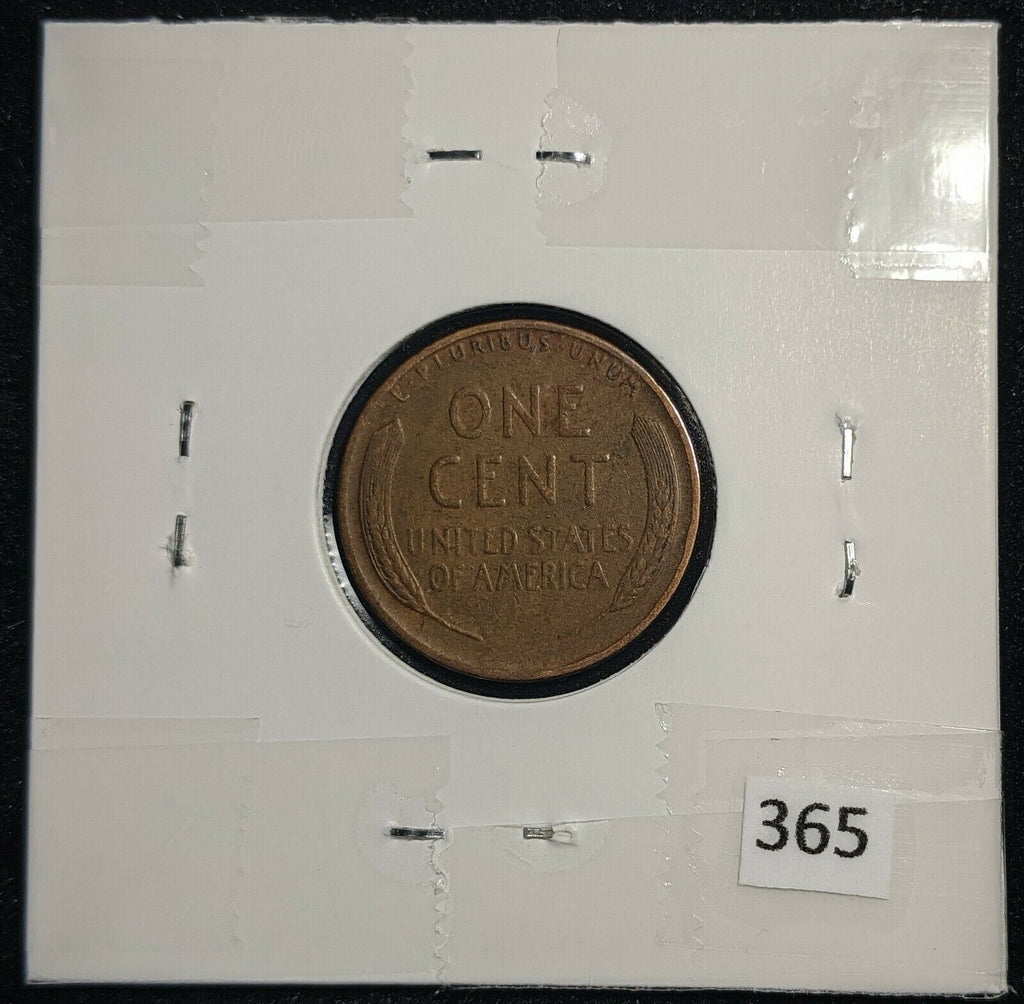 E · PLURIBUS · UNUM
ONE
CENT
UNITED STATES
OF AMERICA
365